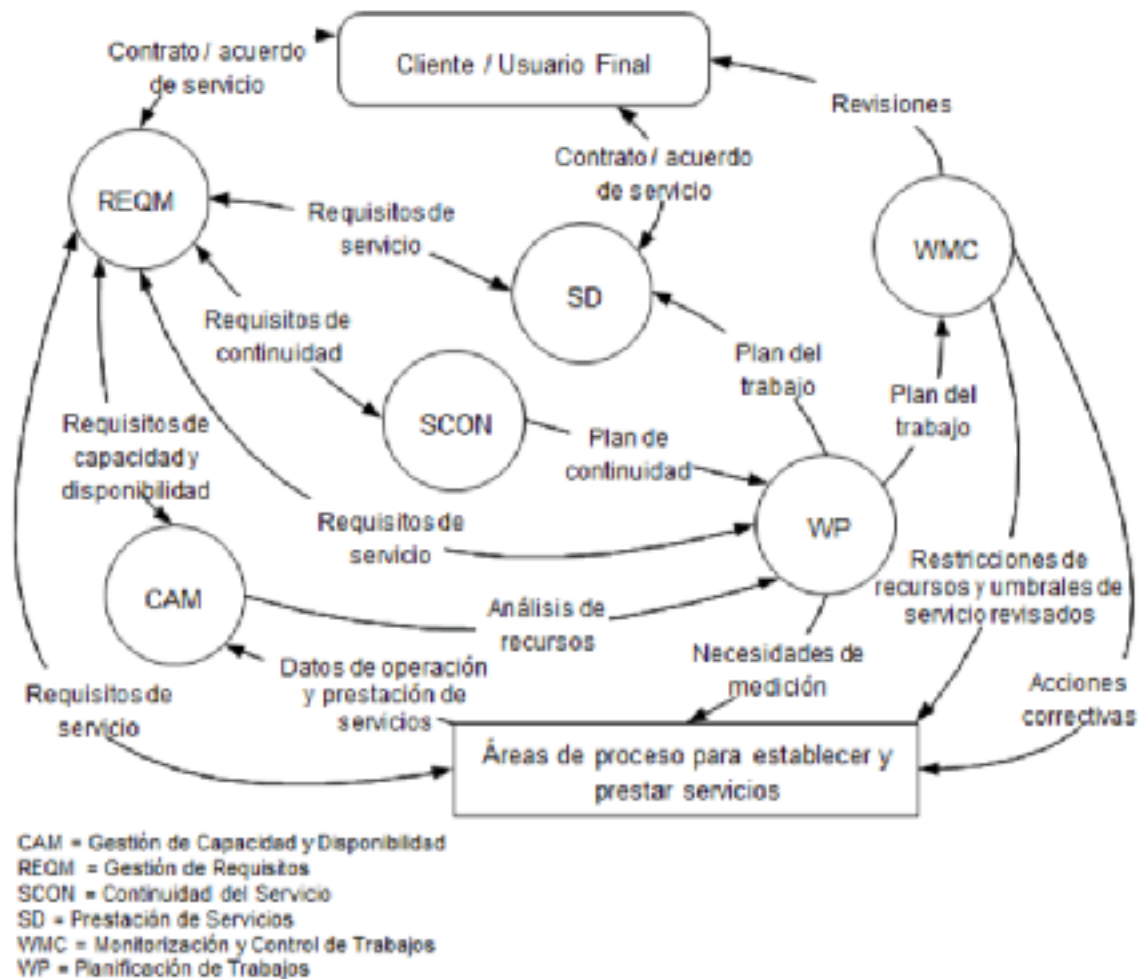 Contrato / acuerdo
de servicio
Cliente / Usuario Final
Revisiones
REQM
Contrato / acuerdo
de servicio
Requisitos de
servicio
WMC
SD
Requisitos de
continuidad
Plan del
trabajo
Plan del
trabajo
SCON
Plan de
continuidad
Requisitos de
capacidad y
disponibilidad
Requisitos de
servicio
WP
Restricciones de
recursos y umbrales de
servicio revisados
CAM
Análisis de
recursos
Necesidades de
medición
Datos de operación
y prestación de
servicios
Requisitos de
servicio
Acciones
correctivas
Áreas de proceso para establecer y
prestar servicios
CAM = Gestión de Capacidad y Disponibilidad
REQM = Gestión de Requisitos
SCON = Continuidad del Servicio
SD = Prestación de Servicios
WMC = Monitorización y Control de Trabajos
WP = Planificación de Trabajos